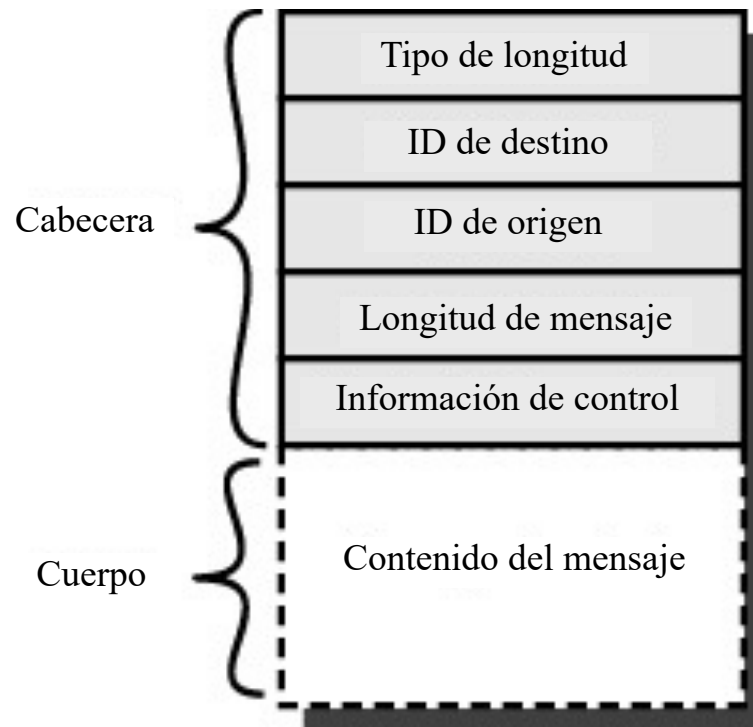 Tipo de longitud
ID de destino
ID de origen
Cabecera
Longitud de mensaje
Información de control
Contenido del mensaje
Cuerpo